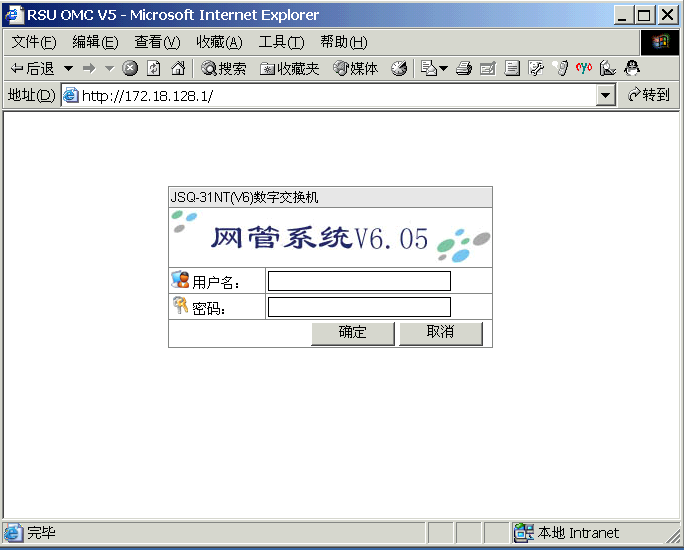 RSU OMC V5 - Microsoft Internet Explorer
文件(F) 编辑(E) 查看(V) 收藏(A) 工具(T) 帮助(H)
后退 搜索 收藏夹 媒体
地址(D) http://172.18.128.1/ 转到
JSQ-31NT(V6)数字交换机
网管系统V6.05
用户名：
密码：
确定 取消
完毕 本地 Intranet